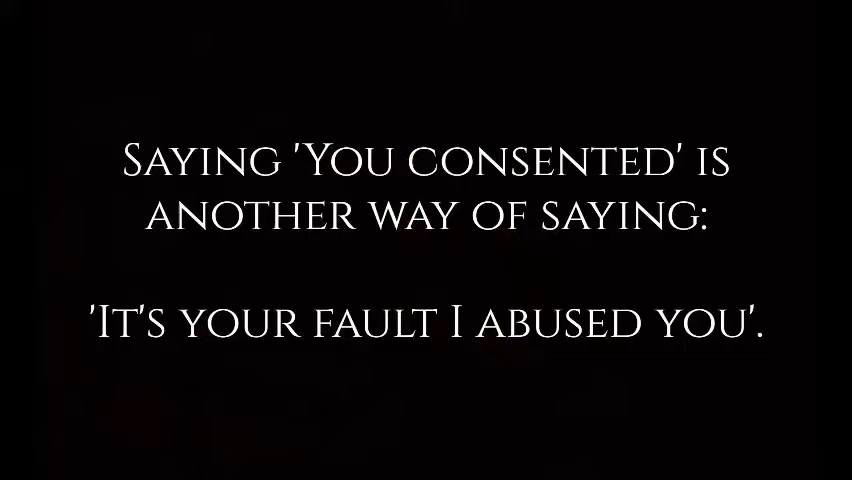 Saying 'You consented' is
another way of saying:
'It's your fault I abused you'.